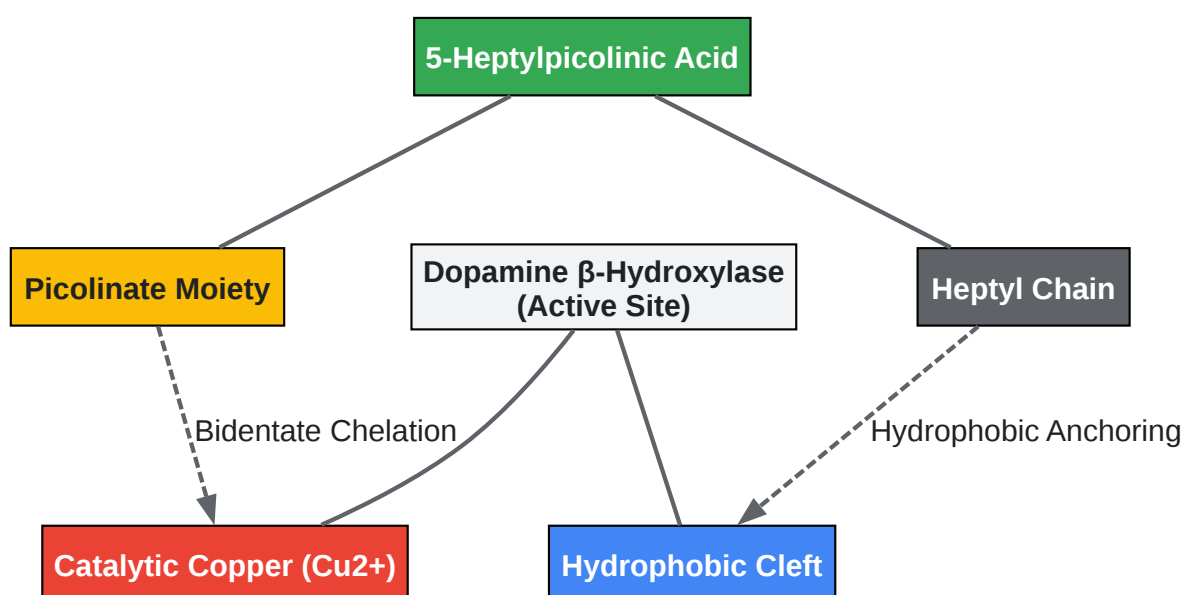 5-Heptylpicolinic Acid
Picolinate Moiety
Dopamine β-Hydroxylase
(Active Site)
Heptyl Chain
Bidentate Chelation
Hydrophobic Anchoring
Catalytic Copper (Cu2+)
Hydrophobic Cleft